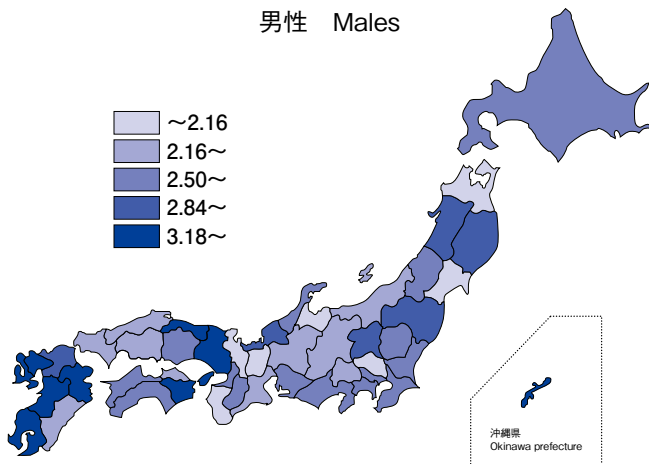 男性 Males
～2.16
2.16～
2.50～
2.84～
3.18～
沖縄県
Okinawa prefecture